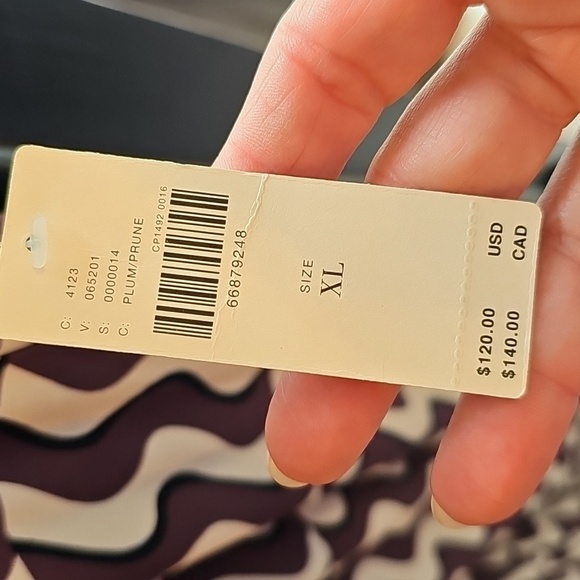 C: 4123
V: 065201
S: 0000014
C: PLUM/PRUNE
CP1492 0016
66879248
SIZE
XL
$120.00 USD
$140.00 CAD